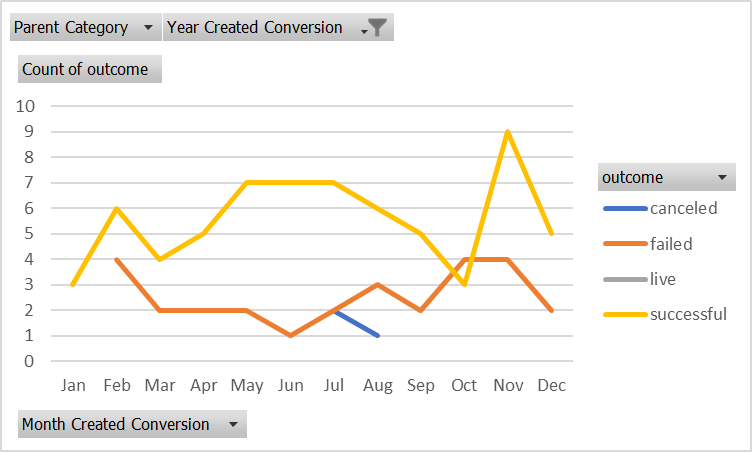 Parent Category Year Created Conversion
Count of outcome
10
9
8
7
6
5
4
3
2
1
0
Jan Feb Mar Apr May Jun Jul Aug Sep Oct Nov Dec
outcome
canceled
failed
live
successful
Month Created Conversion